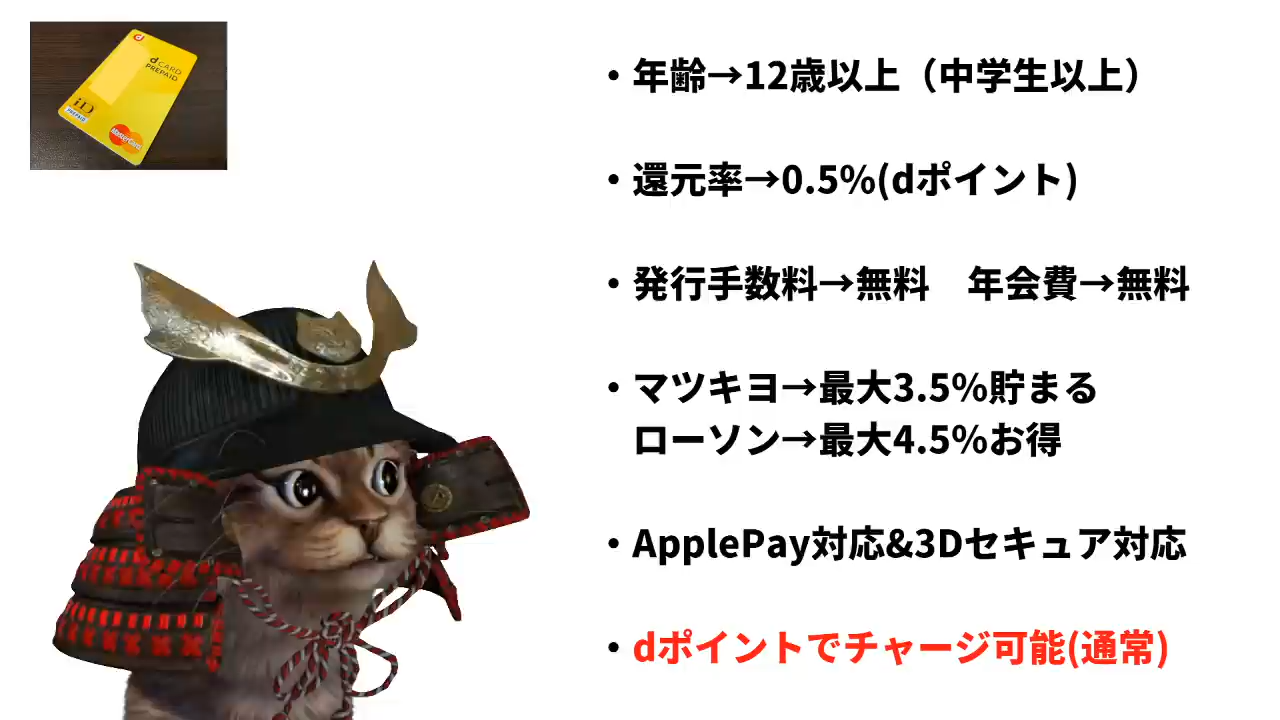 d CARD
PREPAID
iD
PREPAID
MasterCard
・年齢→12歳以上（中学生以上）
・還元率→0.5%(dポイント)
・発行手数料→無料　年会費→無料
・マツキヨ→最大3.5%貯まる
ローソン→最大4.5%お得
・ApplePay対応&3Dセキュア対応
・dポイントでチャージ可能(通常)